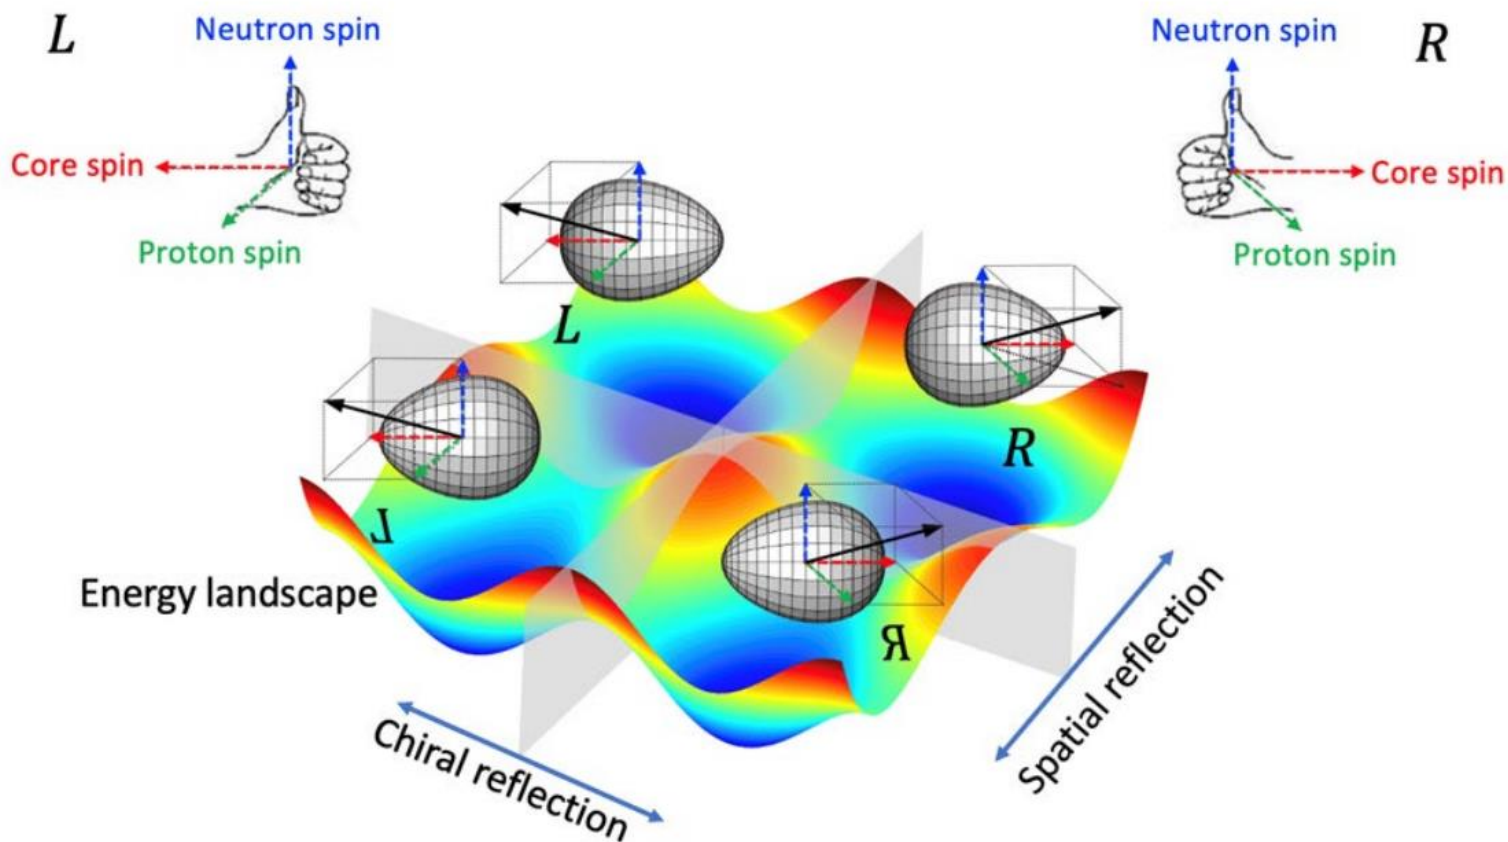 L
Neutron spin
Neutron spin
R
Core spin
Core spin
Proton spin
Proton spin
L
R
L
Energy landscape
R
Chiral reflection
Spatial reflection